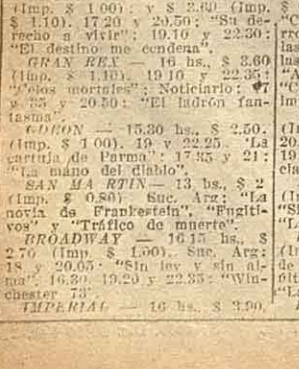 (Imp. $ 1 00) : y $ 3.60 (Imp.
$ 1.10). 17.20 y 20.50: "Su de-
recho a vivir"; 19.10 y 22.30:
"El destino me condena".
GRAN REX — 16 hs., $ 3.60
(Imp. $ 1.10). 19 10 y 22.35:
"Celos mortales"; Noticiario: 17
y 35 y 20.50: "El ladrón fan-
tasma".
ODEON — 15.30 hs., $ 2.50.
(Imp. $ 1 00). 19 y 22.25. "La
cartuja de Parma"; 17.35 y 21:
"La mano del diablo".
SAN MARTIN — 13 hs., $ 2
(Imp. $ 0.80) Suc. Arg: "La
novia de Frankestein", "Fugiti-
vos" y "Tráfico de muerte".
BROADWAY — 16 15 hs., $
2 70 (Imp. $ 1.00). Suc. Arg:
18 y 20.05: "Sin ley y sin al-
ma" 16.30, 19.20 y 22.35: "Win-
chester 73"
IMPERIAL — 16 hs., $ 3.90.